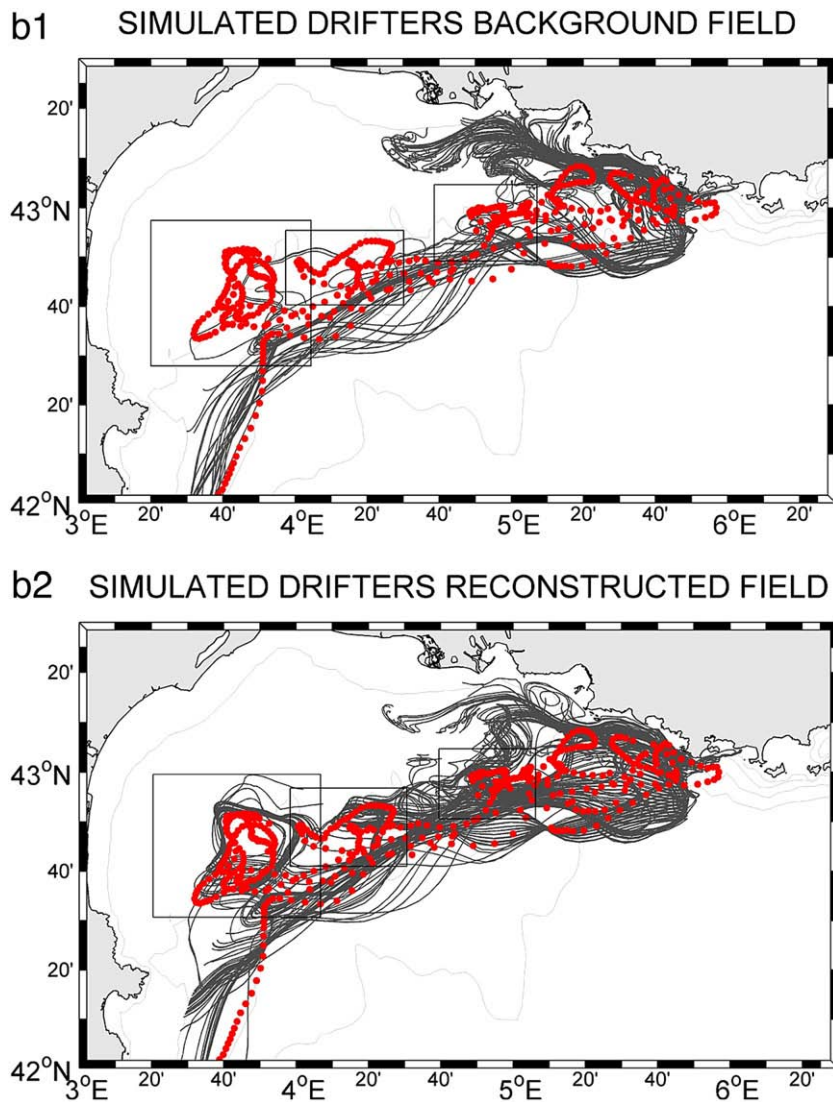 b1 SIMULATED DRIFTERS BACKGROUND FIELD
20'
43°N
40'
20'
42°N
3°E 20' 40' 4°E 20' 40' 5°E 20' 40' 6°E 20'
b2 SIMULATED DRIFTERS RECONSTRUCTED FIELD
20'
43°N
40'
20'
42°N
3°E 20' 40' 4°E 20' 40' 5°E 20' 40' 6°E 20'